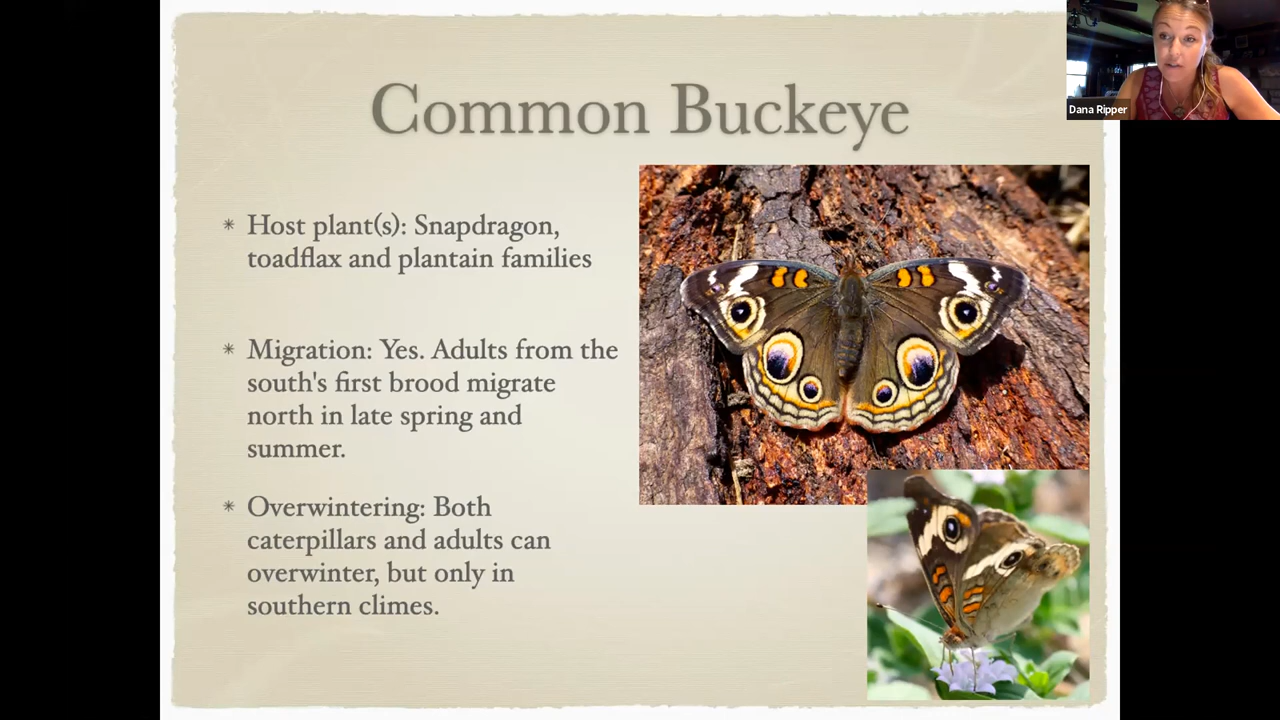 Common Buckeye
Dana Ripper
* Host plant(s): Snapdragon,
toadflax and plantain families
* Migration: Yes. Adults from the
south's first brood migrate
north in late spring and
summer.
* Overwintering: Both
caterpillars and adults can
overwinter, but only in
southern climes.